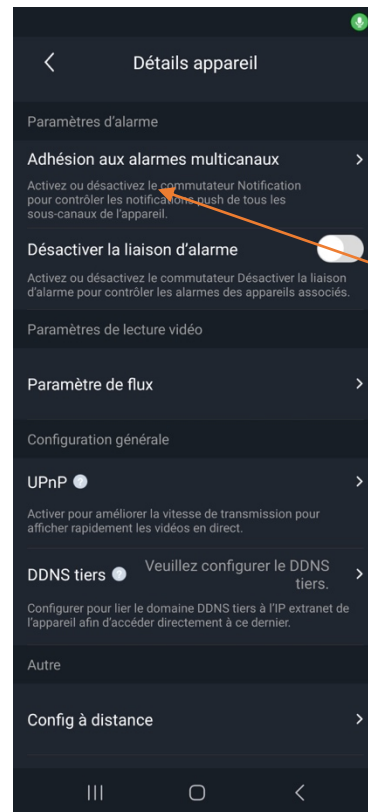 Détails appareil
Paramètres d'alarme
Adhésion aux alarmes multicanaux
Activez ou désactivez le commutateur Notification
pour contrôler les notifications push de tous les
sous-canaux de l'appareil.
Désactiver la liaison d'alarme
Activez ou désactivez le commutateur Désactiver la liaison
d'alarme pour contrôler les alarmes des appareils associés.
Paramètres de lecture vidéo
Paramètre de flux
Configuration générale
UPnP ?
Activer pour améliorer la vitesse de transmission pour
afficher rapidement les vidéos en direct.
DDNS tiers ? Veuillez configurer le DDNS
tiers.
Configurer pour lier le domaine DDNS tiers à l'IP extranet de
l'appareil afin d'accéder directement à ce dernier.
Autre
Config à distance